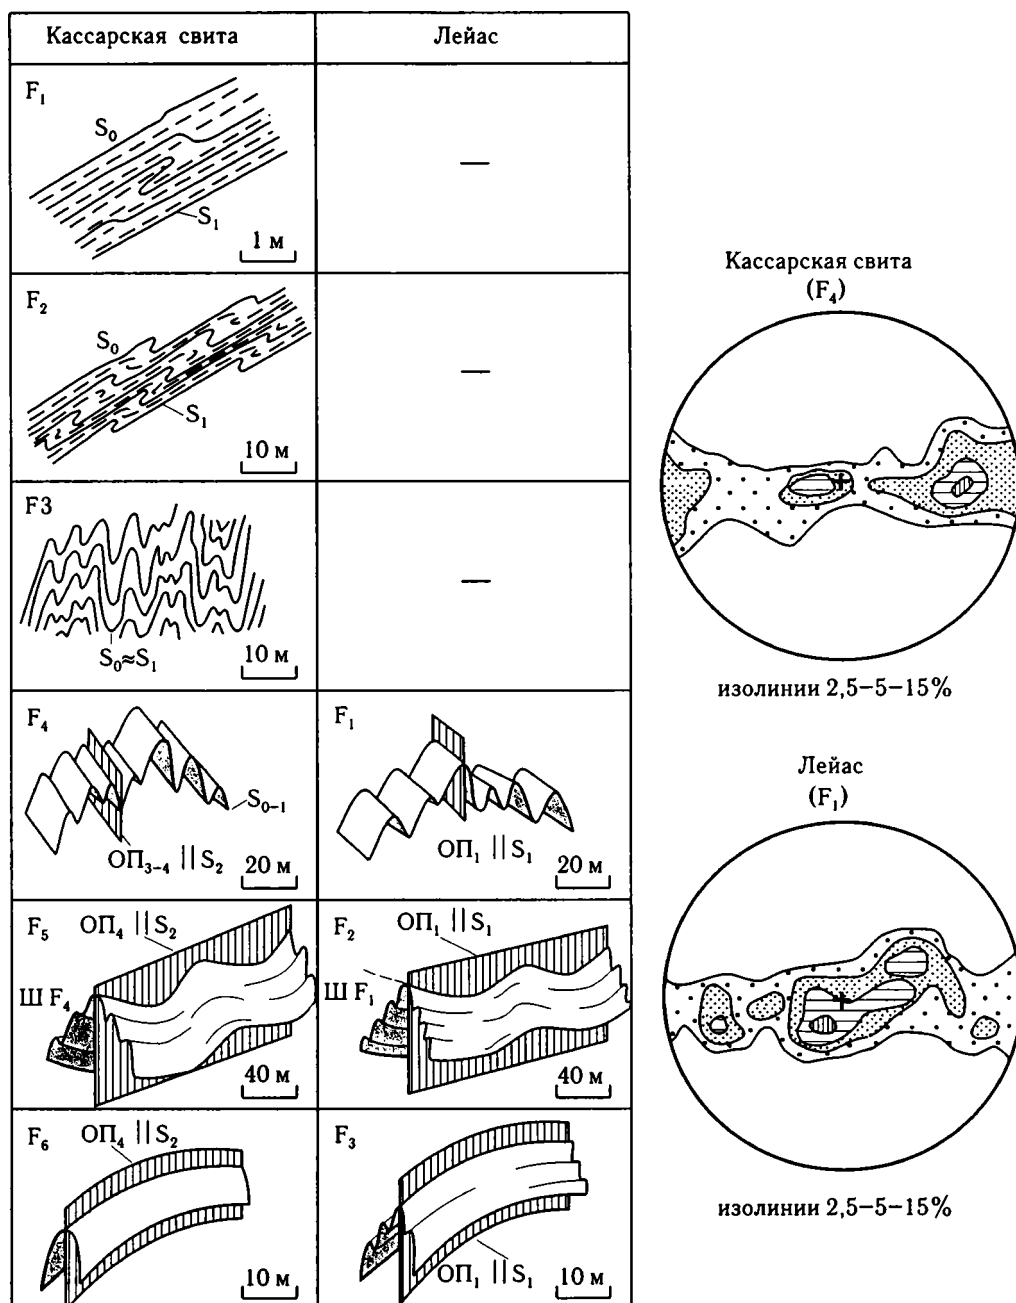 Кассарская свита
Лейас
F₁
S₀
S₁
1 м
—
F₂
S₀
S₁
10 м
—
F3
S₀≈S₁
10 м
—
F₄
S₀₋₁
ОП₃₋₄ || S₂
20 м
F₁
ОП₁ || S₁
20 м
F₅
ОП₄ || S₂
Ш F₄
40 м
F₂
ОП₁ || S₁
Ш F₁
40 м
F₆
ОП₄ || S₂
10 м
F₃
ОП₁ || S₁
10 м
Кассарская свита
(F₄)
изолинии 2,5–5–15%
Лейас
(F₁)
изолинии 2,5–5–15%